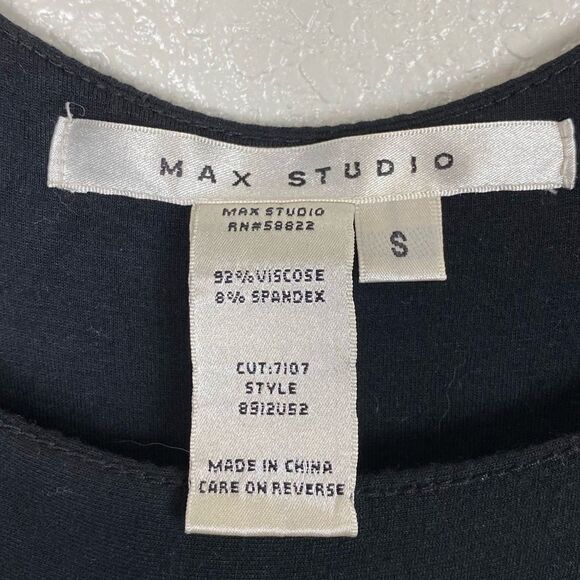 MAX STUDIO
MAX STUDIO
RN#58822
S
92%VISCOSE
8% SPANDEX
CUT:7107
STYLE
8912U52
MADE IN CHINA
CARE ON REVERSE